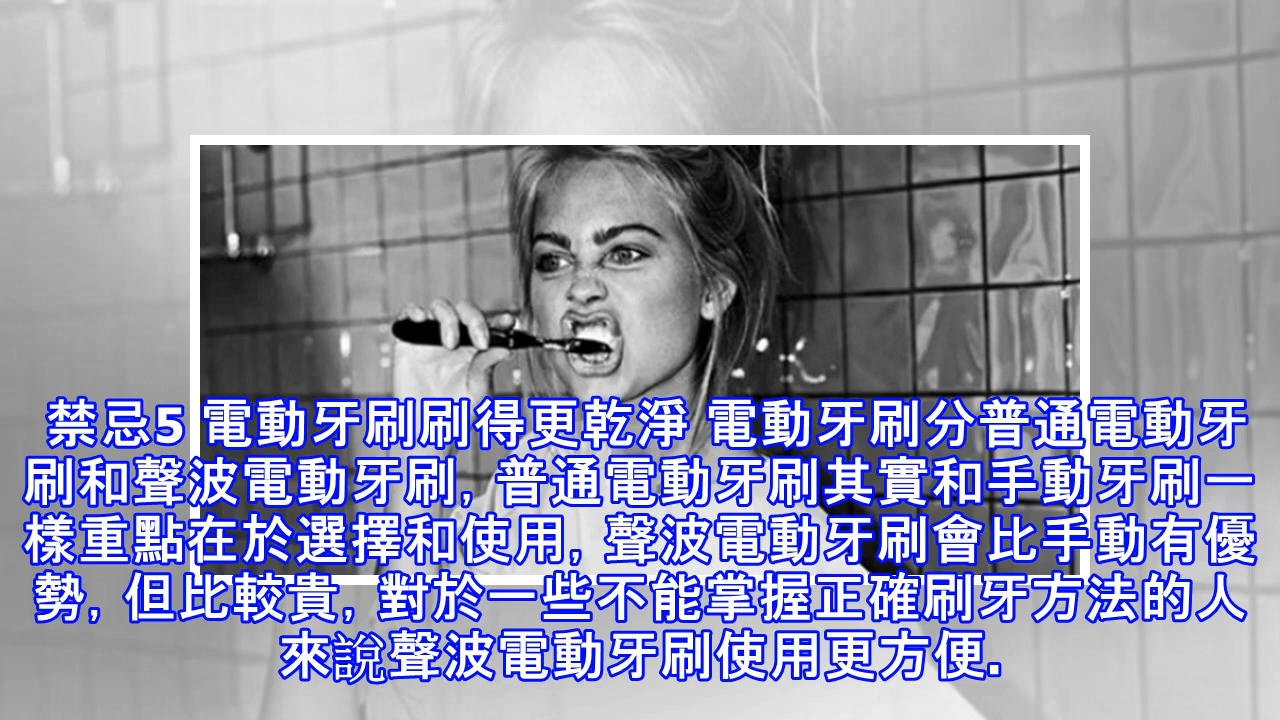 禁忌5 電動牙刷刷得更乾淨 電動牙刷分普通電動牙
刷和聲波電動牙刷, 普通電動牙刷其實和手動牙刷一
樣重點在於選擇和使用, 聲波電動牙刷會比手動有優
勢, 但比較貴, 對於一些不能掌握正確刷牙方法的人
來說聲波電動牙刷使用更方便.